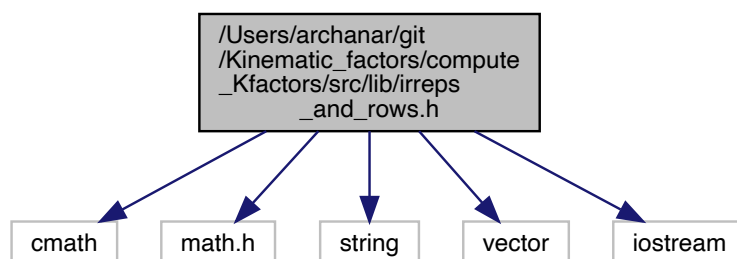 /Users/archanar/git
/Kinematic_factors/compute
_Kfactors/src/lib/irreps
_and_rows.h
cmath math.h string vector iostream